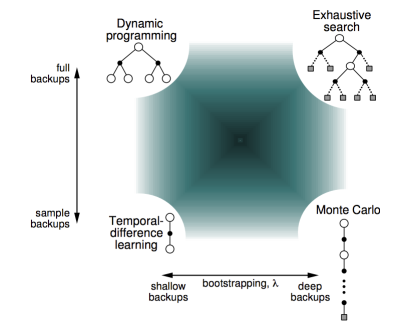 Dynamic
programming
Exhaustive
search
full
backups
sample
backups
Temporal-
difference
learning
Monte Carlo
shallow
backups
bootstrapping, λ
deep
backups